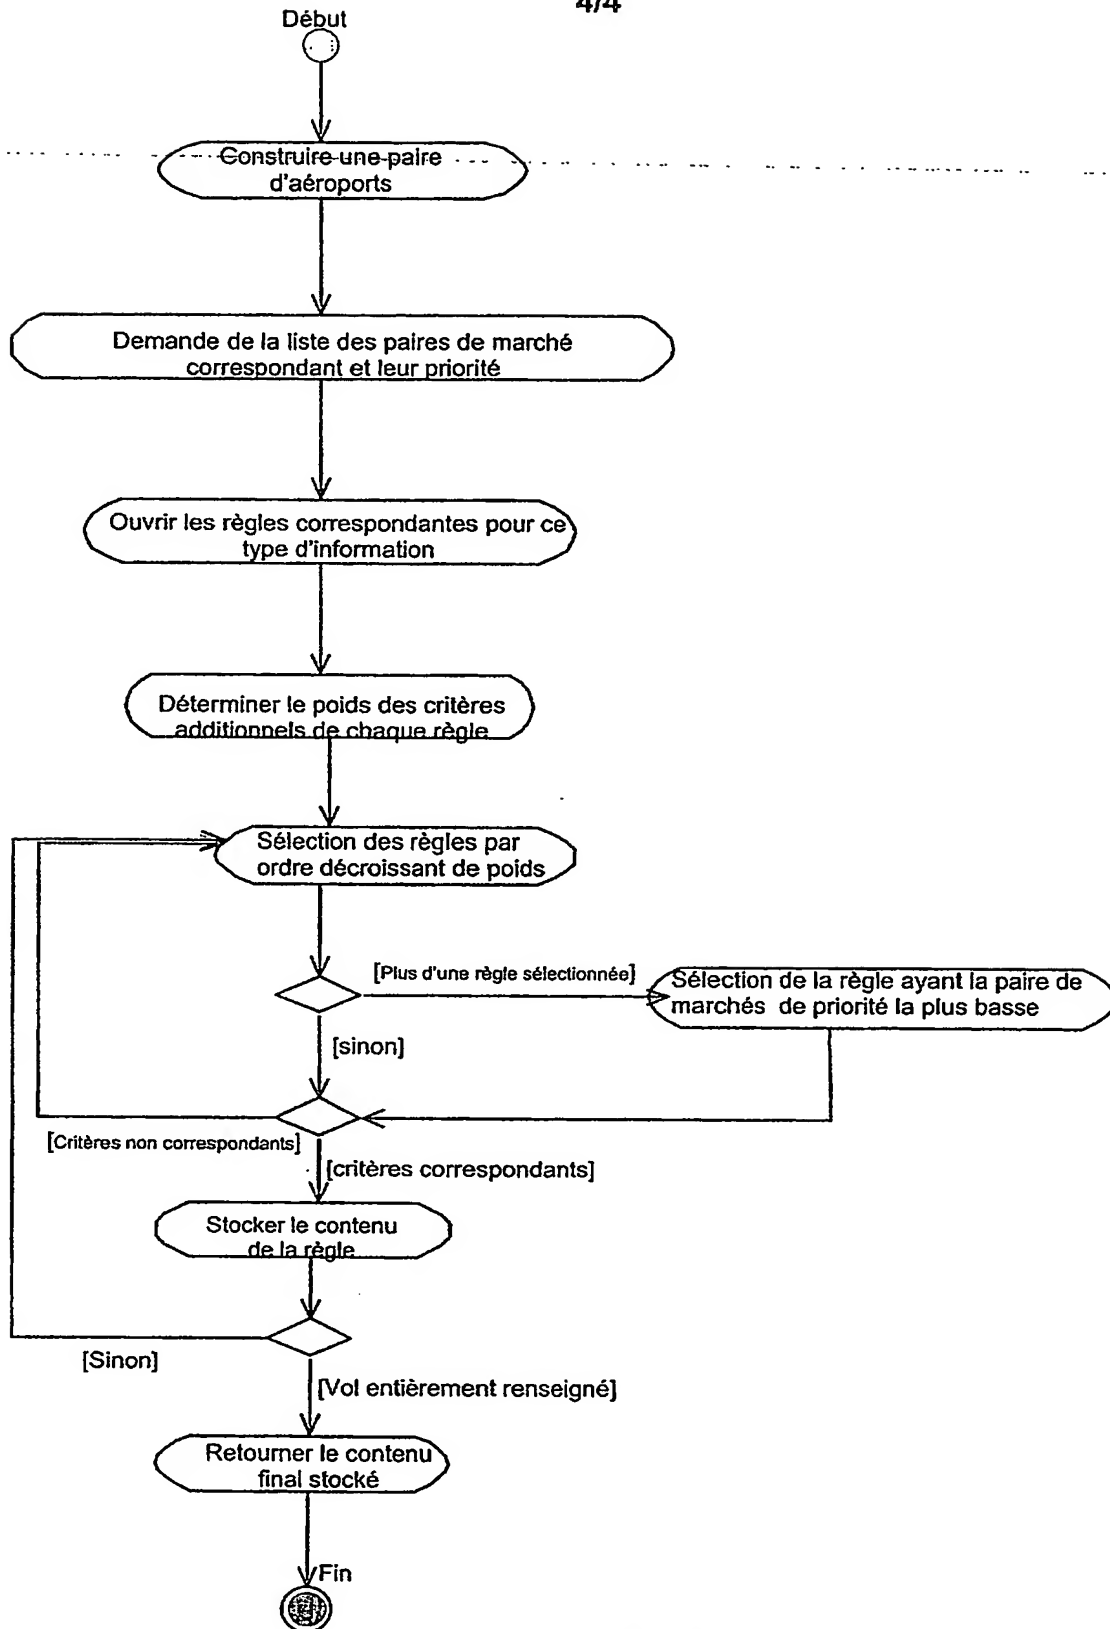 4/4
Début
Construire une paire
d'aéroports
Demande de la liste des paires de marché
correspondant et leur priorité
Ouvrir les règles correspondantes pour ce
type d'information
Déterminer le poids des critères
additionnels de chaque règle
Sélection des règles par
ordre décroissant de poids
[Plus d'une règle sélectionnée]
Sélection de la règle ayant la paire de
marchés de priorité la plus basse
[sinon]
[Critères non correspondants]
[critères correspondants]
Stocker le contenu
de la règle
[Sinon]
[Vol entièrement renseigné]
Retourner le contenu
final stocké
Fin